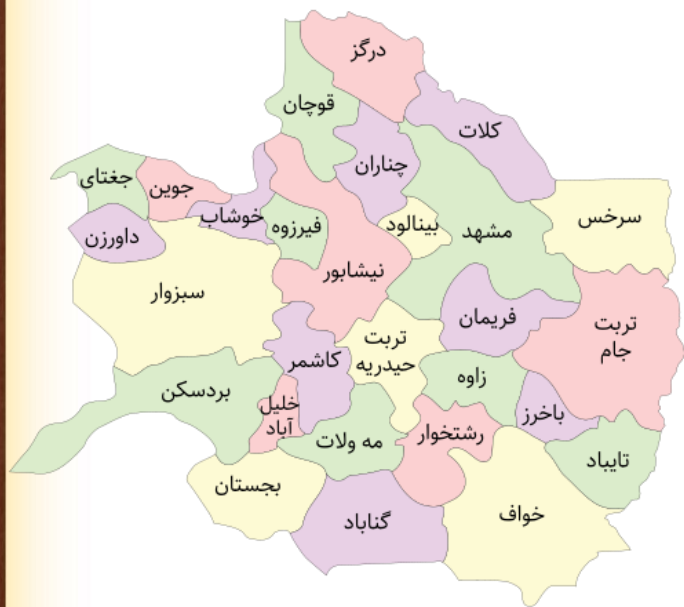 درگز
قوچان
کلات
چناران
جغتای
جوین
خوشاب
فیرزوه
بینالود
مشهد
سرخس
داورزن
نیشابور
سبزوار
فریمان
تربت
جام
تربت
حیدریه
کاشمر
زاوه
بردسکن
خلیل
آباد
باخرز
مه ولات
رشتخوار
تایباد
بجستان
گناباد
خواف